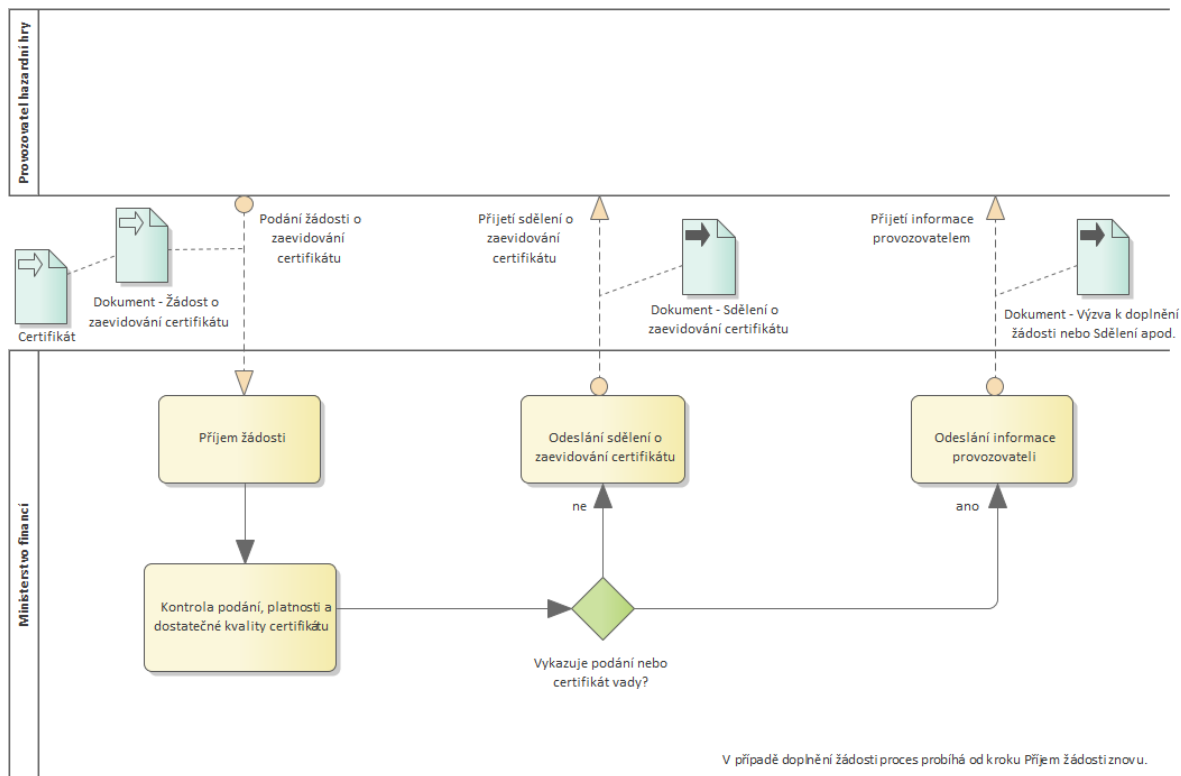 Provozovatel hazardní hry
Podání žádosti o
zaevidování
certifikátu
Přijetí sdělení o
zaevidování
certifikátu
Přijetí informace
provozovatelem
Certifikát
Dokument - Žádost o
zaevidování certifikátu
Dokument - Sdělení o
zaevidování certifikátu
Dokument - Výzva k doplnění
žádosti nebo Sdělení apod.
Ministerstvo financí
Příjem žádosti
Odeslání sdělení o
zaevidování certifikátu
Odeslání informace
provozovateli
ne
ano
Kontrola podání, platnosti a
dostatečné kvality certifikátu
Vykazuje podání nebo
certifikát vady?
V případě doplnění žádosti proces probíhá od kroku Příjem žádosti znovu.